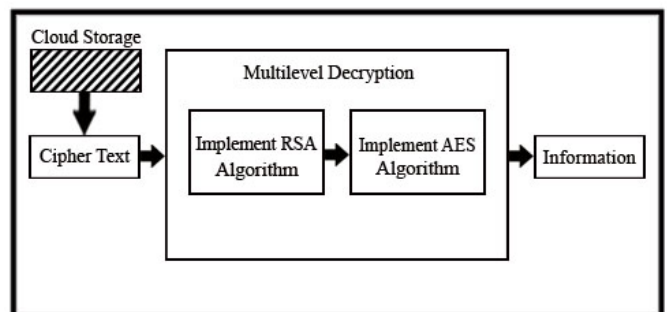 Cloud Storage
Multilevel Decryption
Cipher Text
Implement RSA
Algorithm
Implement AES
Algorithm
Information